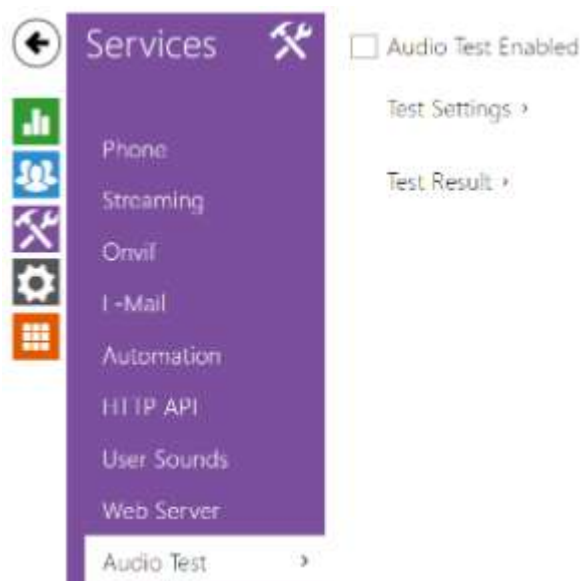 Services
Phone
Streaming
Onvif
E-Mail
Automation
HTTP API
User Sounds
Web Server
Audio Test
Audio Test Enabled
Test Settings
Test Result